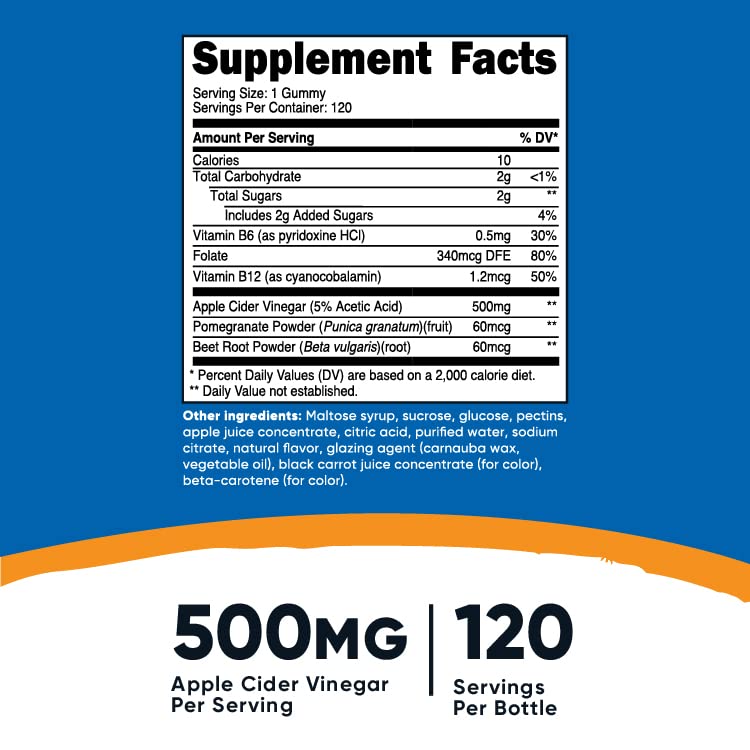 Supplement Facts
Serving Size: 1 Gummy
Servings Per Container: 120
Amount Per Serving % DV*
Calories 10
Total Carbohydrate 2g <1%
Total Sugars 2g **
Includes 2g Added Sugars 4%
Vitamin B6 (as pyridoxine HCl) 0.5mg 30%
Folate 340mcg DFE 80%
Vitamin B12 (as cyanocobalamin) 1.2mcg 50%
Apple Cider Vinegar (5% Acetic Acid) 500mg **
Pomegranate Powder (Punica granatum)(fruit) 60mcg **
Beet Root Powder (Beta vulgaris)(root) 60mcg **
* Percent Daily Values (DV) are based on a 2,000 calorie diet.
** Daily Value not established.
Other ingredients: Maltose syrup, sucrose, glucose, pectins,
apple juice concentrate, citric acid, purified water, sodium
citrate, natural flavor, glazing agent (carnauba wax,
vegetable oil), black carrot juice concentrate (for color),
beta-carotene (for color).
500MG
Apple Cider Vinegar
Per Serving
120
Servings
Per Bottle